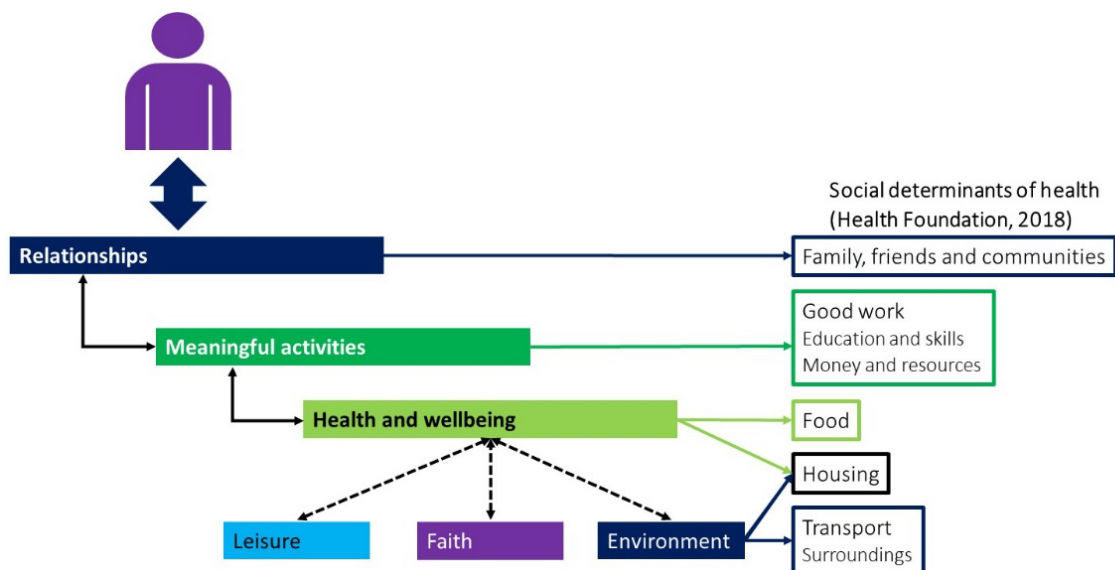 Social determinants of health
(Health Foundation, 2018)
Relationships
Family, friends and communities
Meaningful activities
Good work
Education and skills
Money and resources
Health and wellbeing
Food
Housing
Leisure
Faith
Environment
Transport
Surroundings